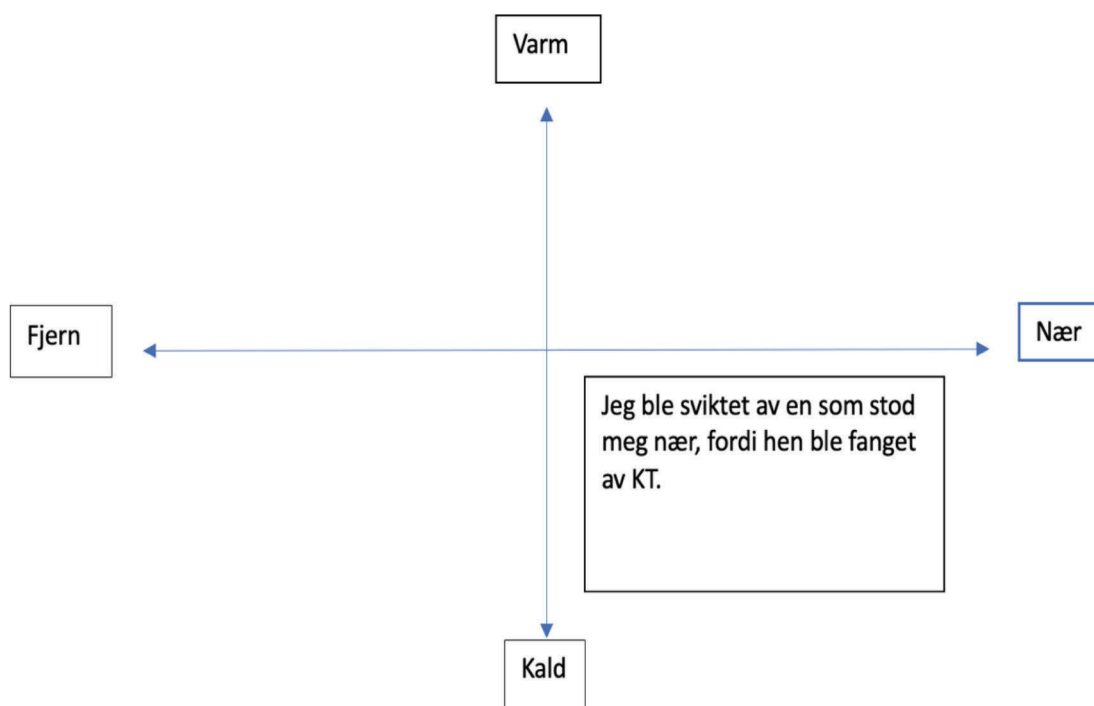 Varm
Fjern
Nær
Jeg ble sviktet av en som stod
meg nær, fordi hen ble fanget
av KT.
Kald